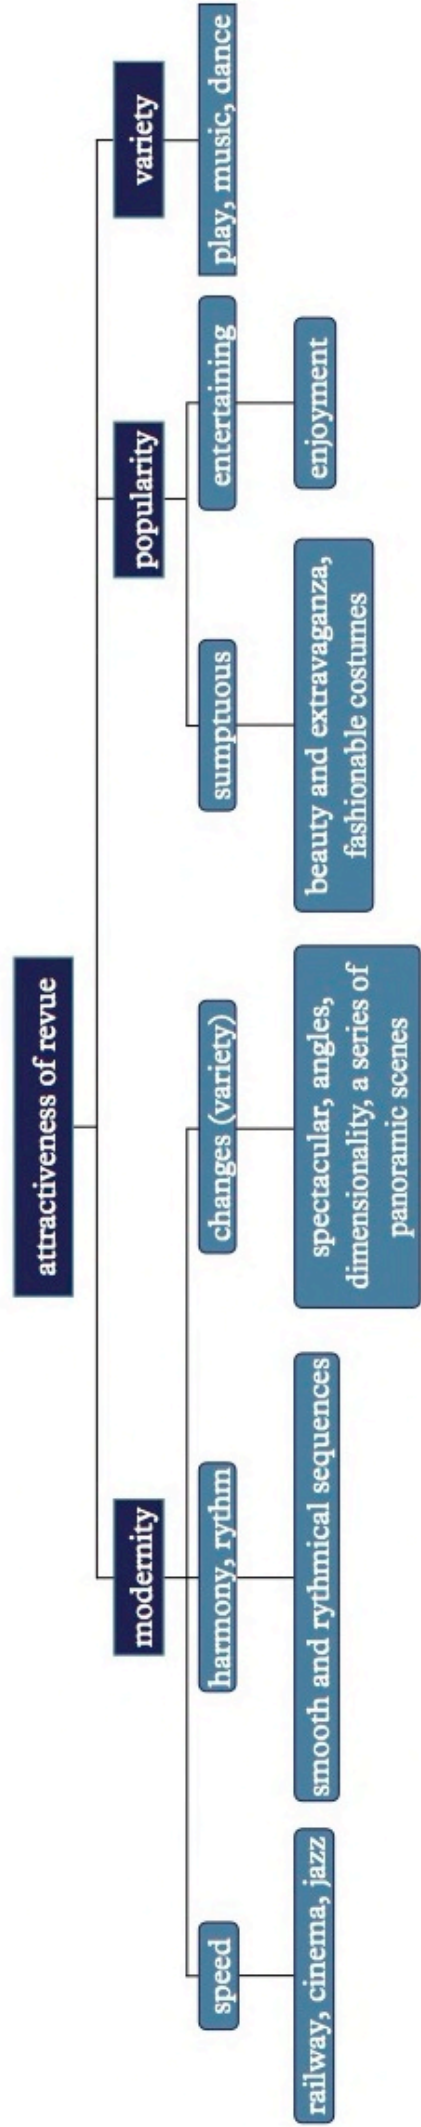 attractiveness of revue
modernity
popularity
variety
speed
harmony, rythm
changes (variety)
sumptuous
entertaining
play, music, dance
railway, cinema, jazz
smooth and rythmical sequences
spectacular, angles,
dimensionality, a series of
panoramic scenes
beauty and extravaganza,
fashionable costumes
enjoyment